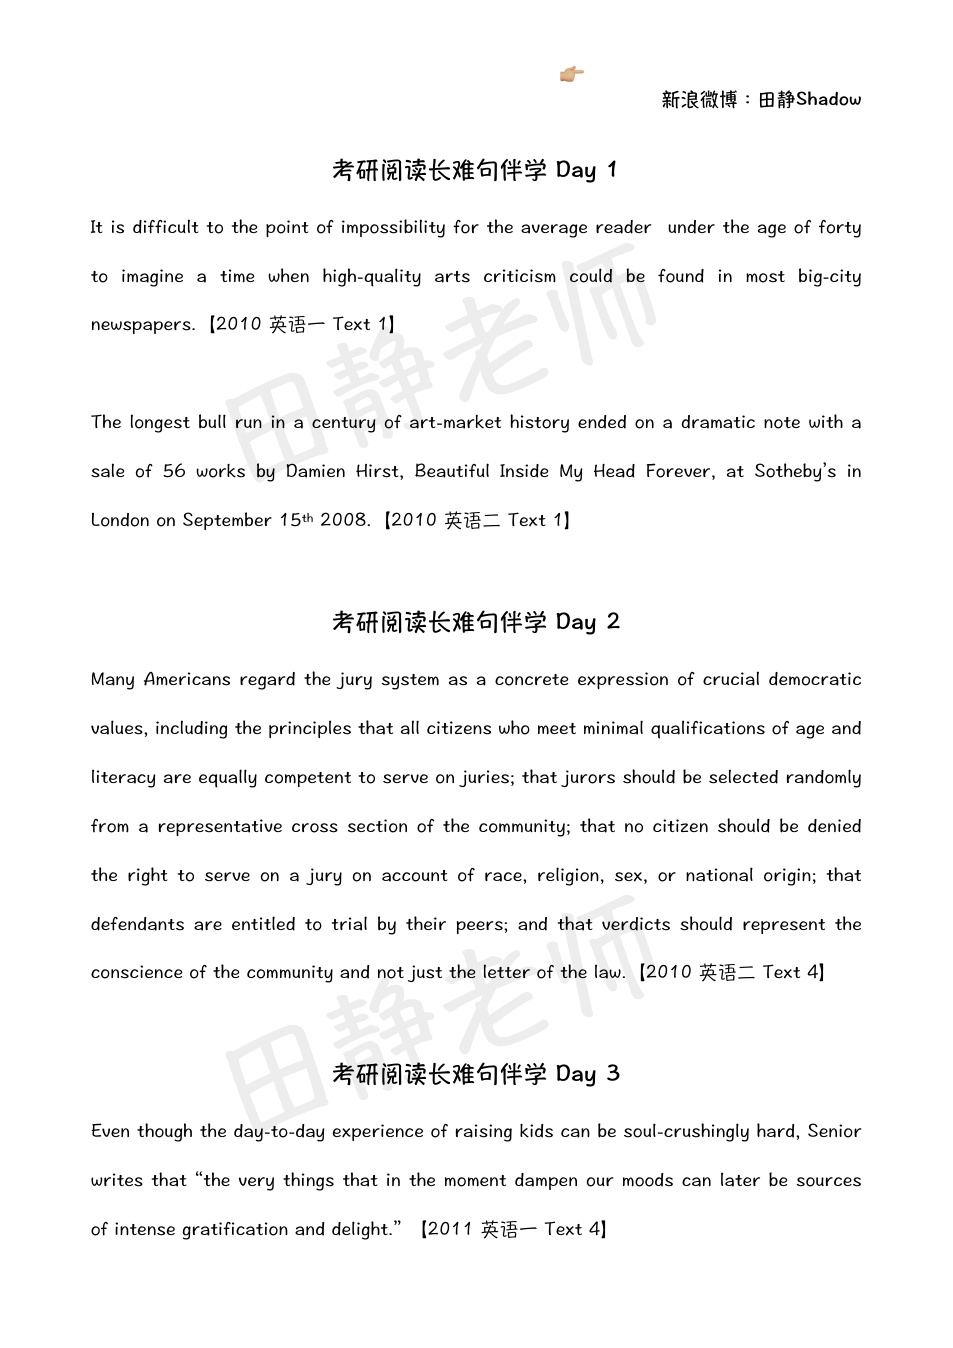 新浪微博：田静Shadow
考研阅读长难句伴学 Day 1
It is difficult to the point of impossibility for the average reader under the age of forty
to imagine a time when high-quality arts criticism could be found in most big-city
newspapers.【2010 英语一 Text 1】
The longest bull run in a century of art-market history ended on a dramatic note with a
sale of 56 works by Damien Hirst, Beautiful Inside My Head Forever, at Sotheby's in
London on September 15th 2008.【2010 英语二 Text 1】
田静老师
考研阅读长难句伴学 Day 2
Many Americans regard the jury system as a concrete expression of crucial democratic
values, including the principles that all citizens who meet minimal qualifications of age and
literacy are equally competent to serve on juries; that jurors should be selected randomly
from a representative cross section of the community; that no citizen should be denied
the right to serve on a jury on account of race, religion, sex, or national origin; that
defendants are entitled to trial by their peers; and that verdicts should represent the
conscience of the community and not just the letter of the law.【2010 英语二 Text 4】
田静老师
考研阅读长难句伴学 Day 3
Even though the day-to-day experience of raising kids can be soul-crushingly hard, Senior
writes that “the very things that in the moment dampen our moods can later be sources
of intense gratification and delight.” 【2011 英语一 Text 4】